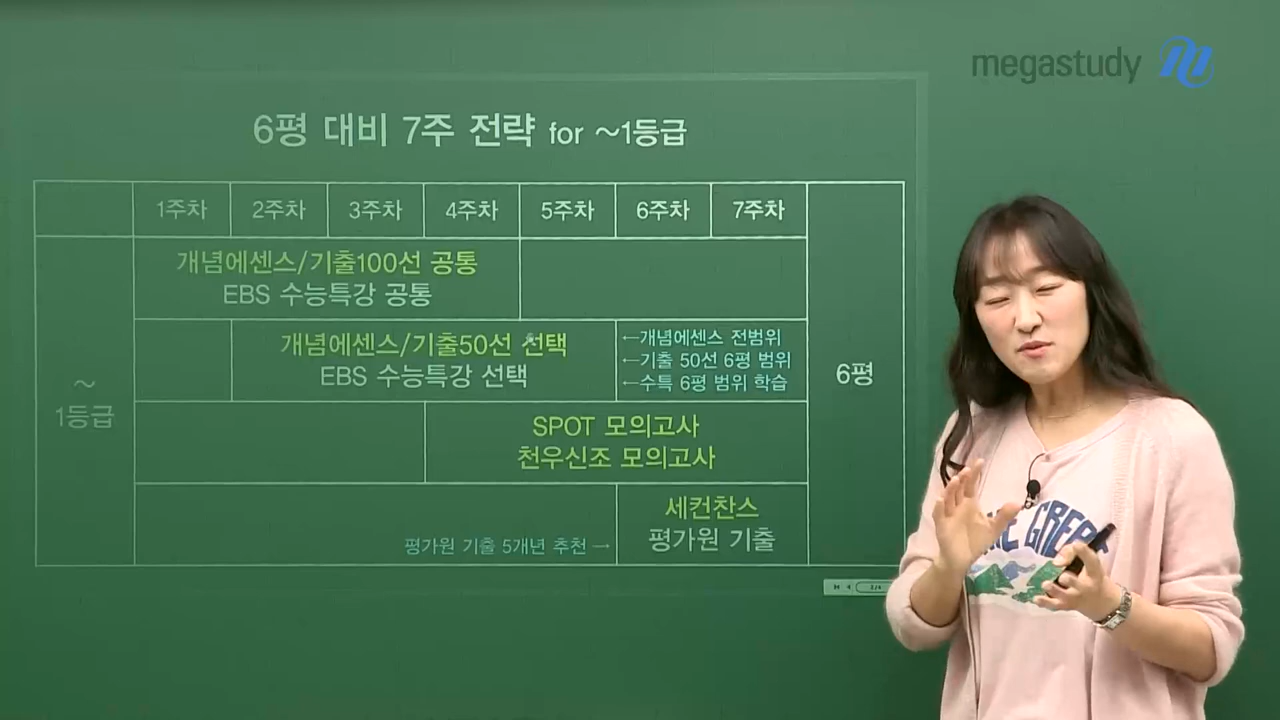 megastudy
6평 대비 7주 전략 for ~1등급
1주차 2주차 3주차 4주차 5주차 6주차 7주차
개념에센스/기출100선 공통
EBS 수능특강 공통
개념에센스/기출50선 선택
EBS 수능특강 선택
←개념에센스 전범위
←기출 50선 6평 범위
←수특 6평 범위 학습
6평
~
1등급
SPOT 모의고사
천우신조 모의고사
세컨찬스
평가원 기출
평가원 기출 5개년 추천 →